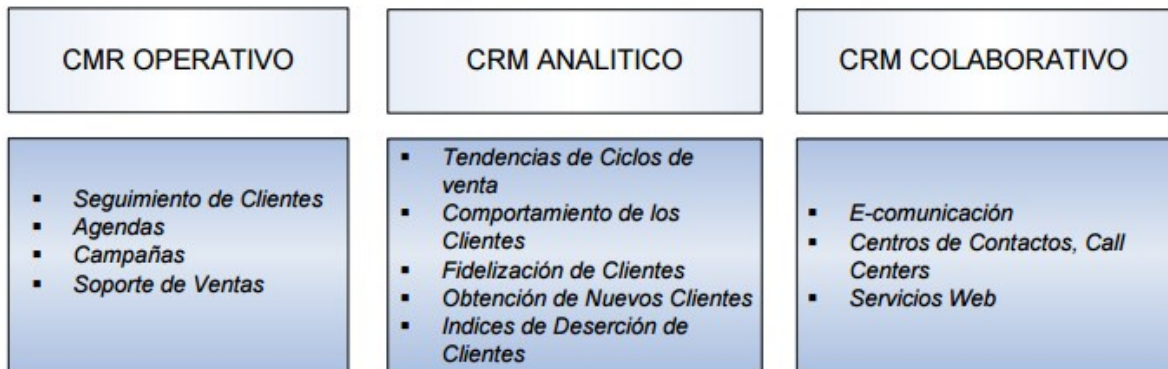 CMR OPERATIVO
▪ Seguimiento de Clientes
▪ Agendas
▪ Campañas
▪ Soporte de Ventas
CRM ANALITICO
▪ Tendencias de Ciclos de
venta
▪ Comportamiento de los
Clientes
▪ Fidelización de Clientes
▪ Obtención de Nuevos Clientes
▪ Indices de Deserción de
Clientes
CRM COLABORATIVO
▪ E-comunicación
▪ Centros de Contactos, Call
Centers
▪ Servicios Web